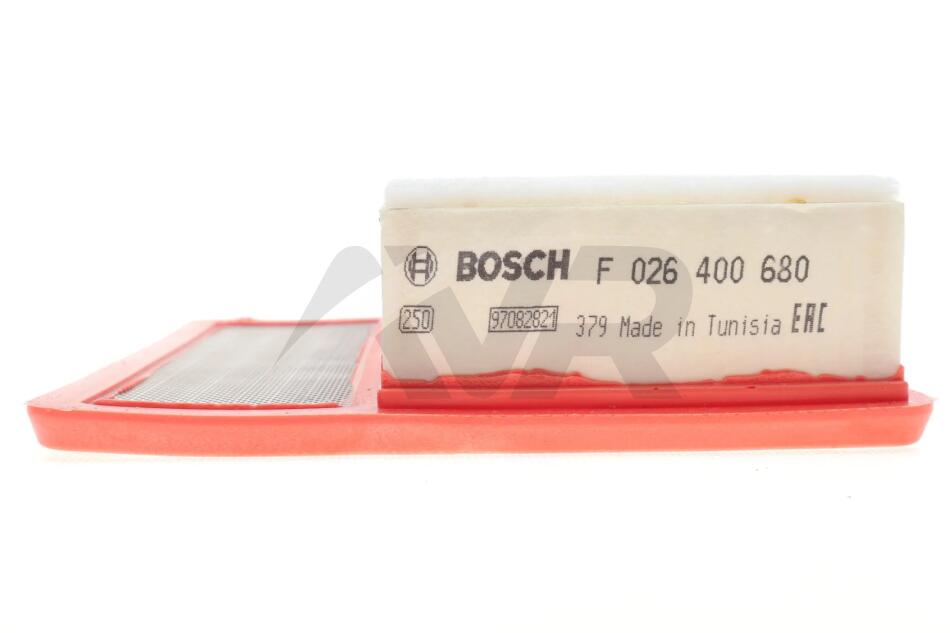 BOSCH F 026 400 680
250 97082821 379 Made in Tunisia EAC